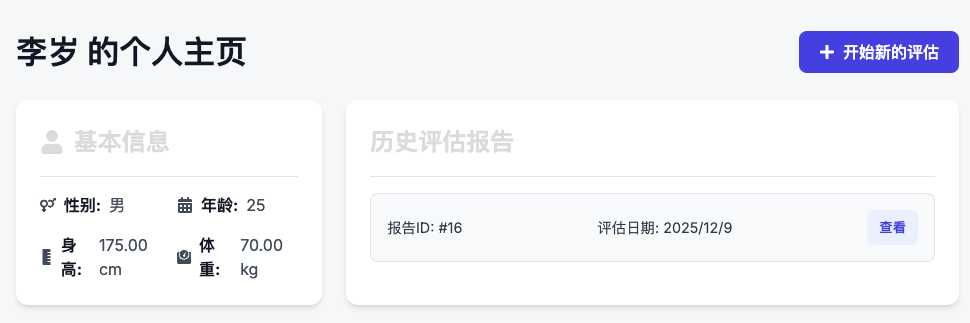 李岁 的个人主页
开始新的评估
基本信息
性别: 男
年龄: 25
身高: 175.00 cm
体重: 70.00 kg
历史评估报告
报告ID: #16
评估日期: 2025/12/9
查看